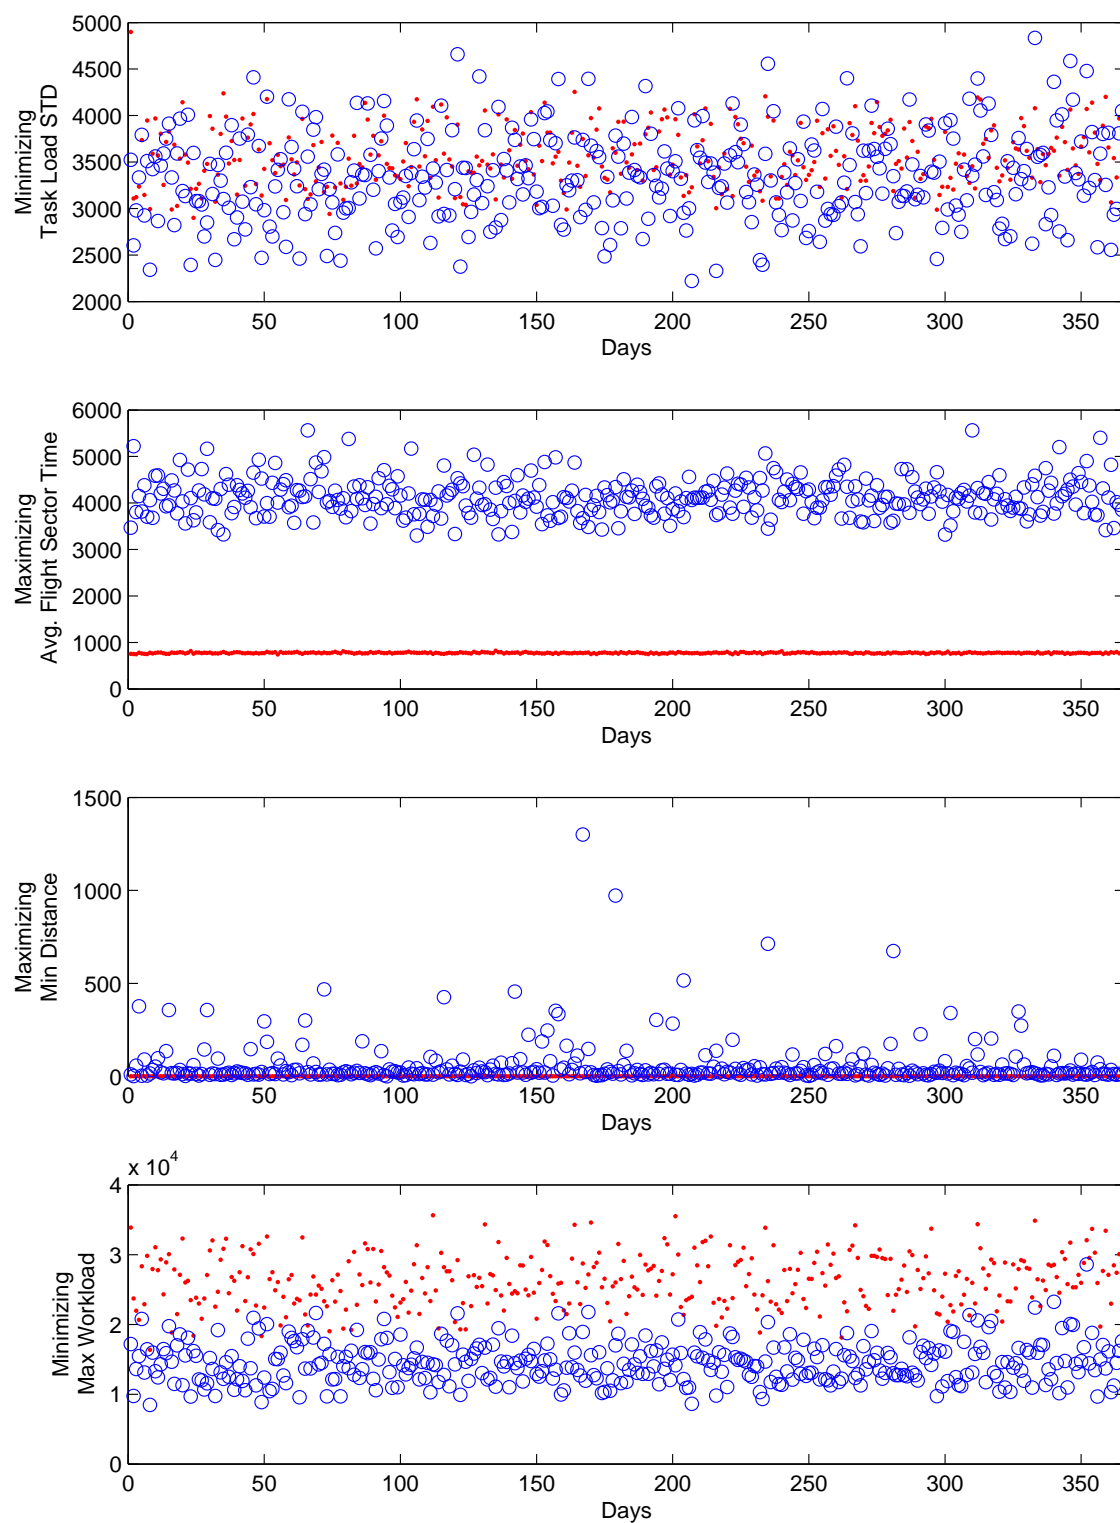 5000
4500
4000
3500
3000
2500
2000
Minimizing
Task Load STD
0 50 100 150 200 250 300 350
Days
6000
5000
4000
3000
2000
1000
0
Maximizing
Avg. Flight Sector Time
0 50 100 150 200 250 300 350
Days
1500
1000
500
0
Maximizing
Min Distance
0 50 100 150 200 250 300 350
Days
x 10^4
4
3
2
1
0
Minimizing
Max Workload
0 50 100 150 200 250 300 350
Days